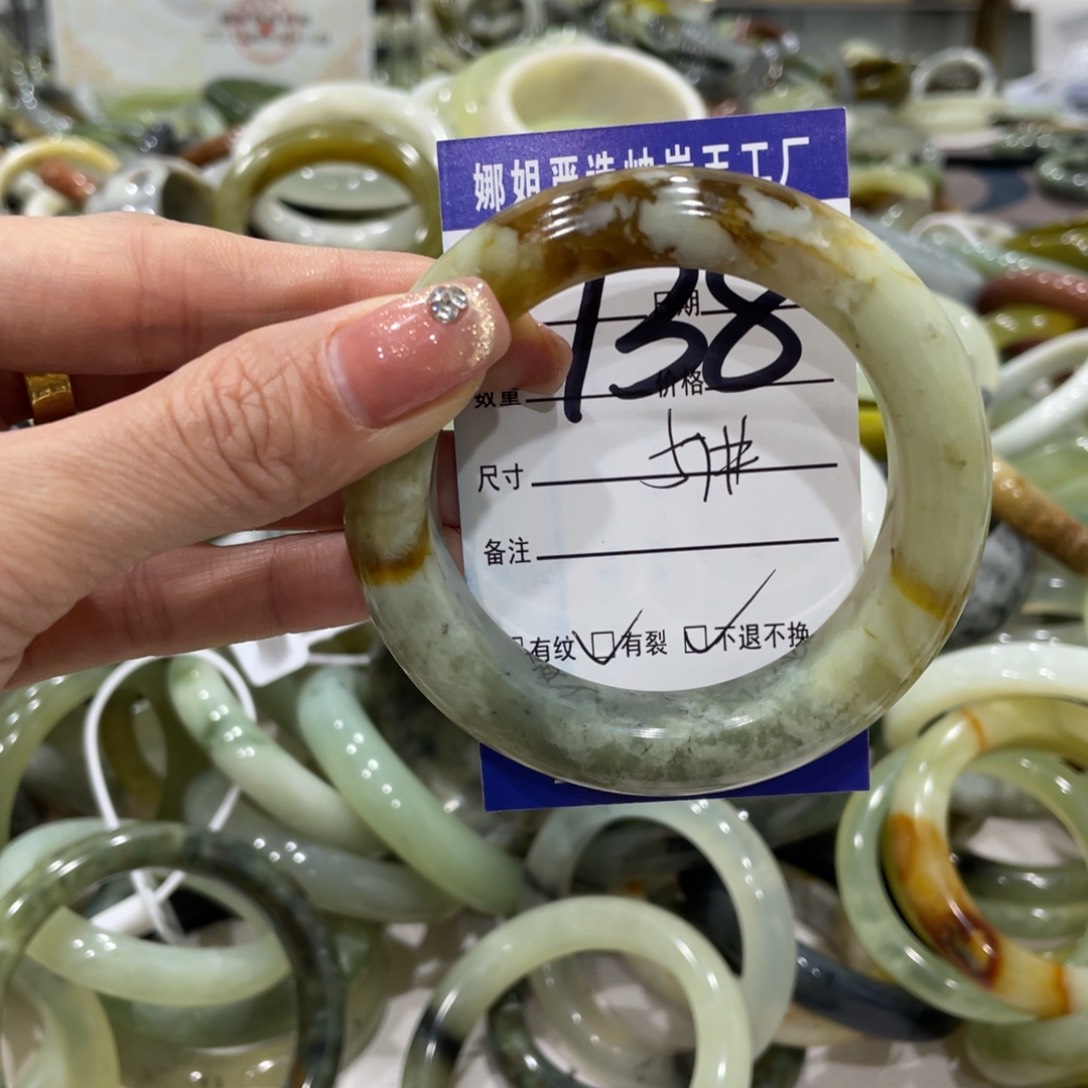 娜姐严选岫岩玉工厂
138
日期
数量 价格
尺寸 51#
备注
有纹 有裂 不退不换